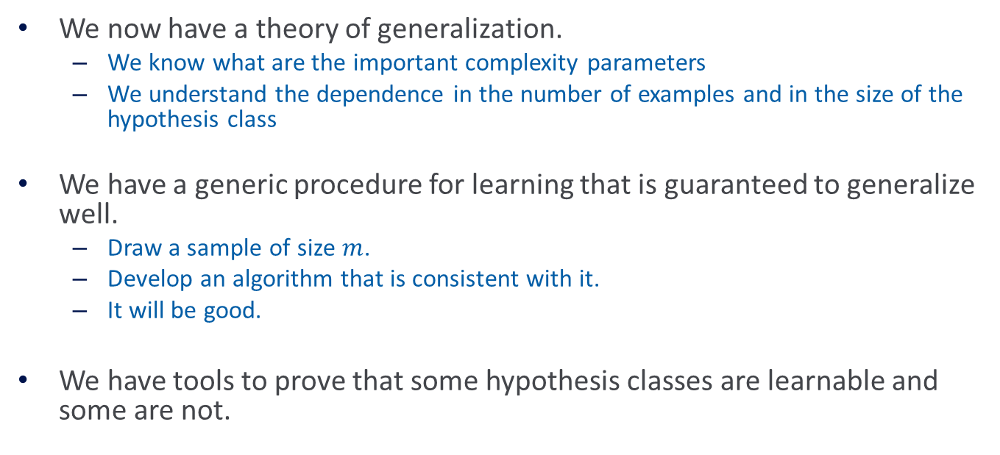 • We now have a theory of generalization.
– We know what are the important complexity parameters
– We understand the dependence in the number of examples and in the size of the
hypothesis class
• We have a generic procedure for learning that is guaranteed to generalize
well.
– Draw a sample of size m.
– Develop an algorithm that is consistent with it.
– It will be good.
• We have tools to prove that some hypothesis classes are learnable and
some are not.